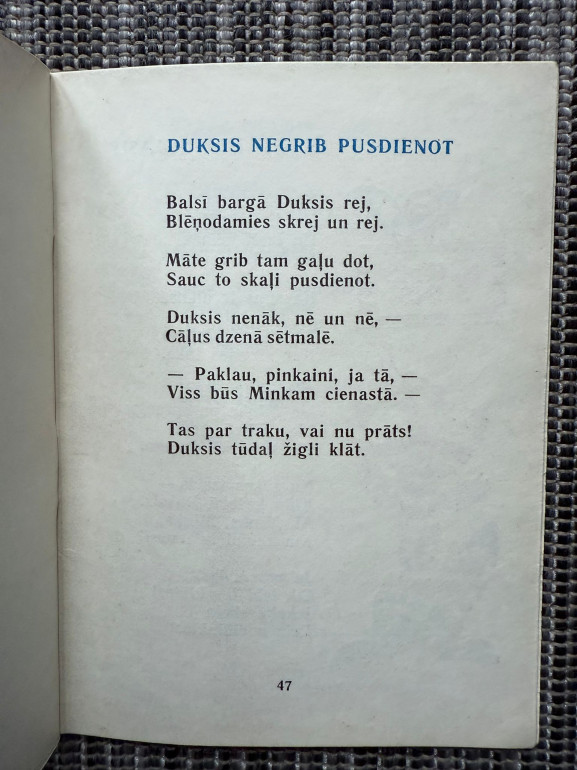 DUKSIS NEGRIB PUSDIENOT
Balsī bargā Duksis rej,
Blēņodamies skrej un rej.
Māte grib tam gaļu dot,
Sauc to skaļi pusdienot.
Duksis nenāk, nē un nē, —
Cāļus dzenā sētmalē.
— Paklau, pinkaini, ja tā, —
Viss būs Minkam cienastā. —
Tas par traku, vai nu prāts!
Duksis tūdaļ žigli klāt.
47